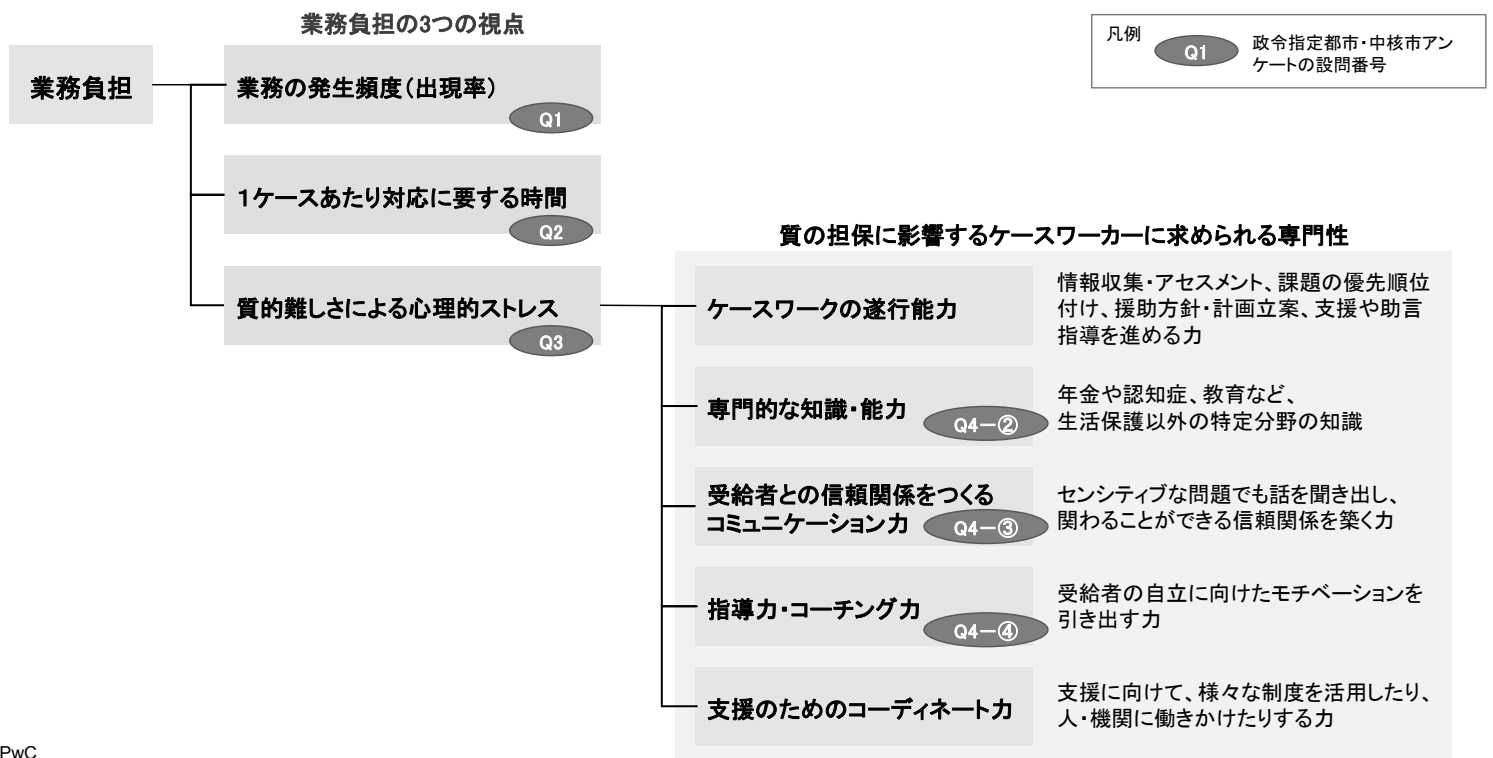 業務負担の3つの視点
凡例
Q1
政令指定都市・中核市アン
ケートの設問番号
業務負担
業務の発生頻度(出現率)
Q1
1ケースあたり対応に要する時間
Q2
質的難しさによる心理的ストレス
Q3
質の担保に影響するケースワーカーに求められる専門性
ケースワークの遂行能力
情報収集・アセスメント、課題の優先順位
付け、援助方針・計画立案、支援や助言
指導を進める力
専門的な知識・能力
Q4-②
年金や認知症、教育など、
生活保護以外の特定分野の知識
受給者との信頼関係をつくる
コミュニケーション力
Q4-③
センシティブな問題でも話を聞き出し、
関わることができる信頼関係を築く力
指導力・コーチング力
Q4-④
受給者の自立に向けたモチベーションを
引き出す力
支援のためのコーディネート力
支援に向けて、様々な制度を活用したり、
人・機関に働きかけたりする力
PwC